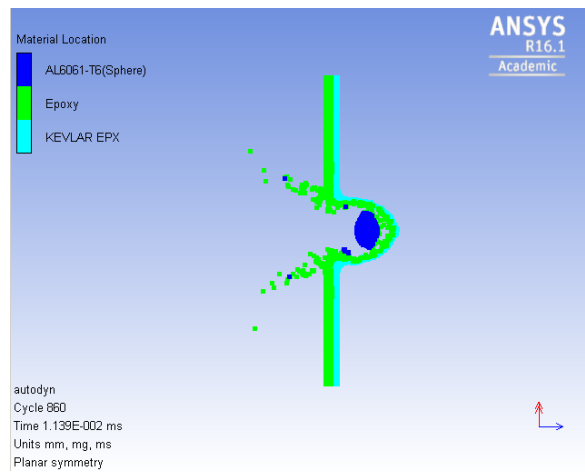 ANSYS
R16.1
Academic
Material Location
AL6061-T6(Sphere)
Epoxy
KEVLAR EPX
autodyn
Cycle 860
Time 1.139E-002 ms
Units mm, mg, ms
Planar symmetry